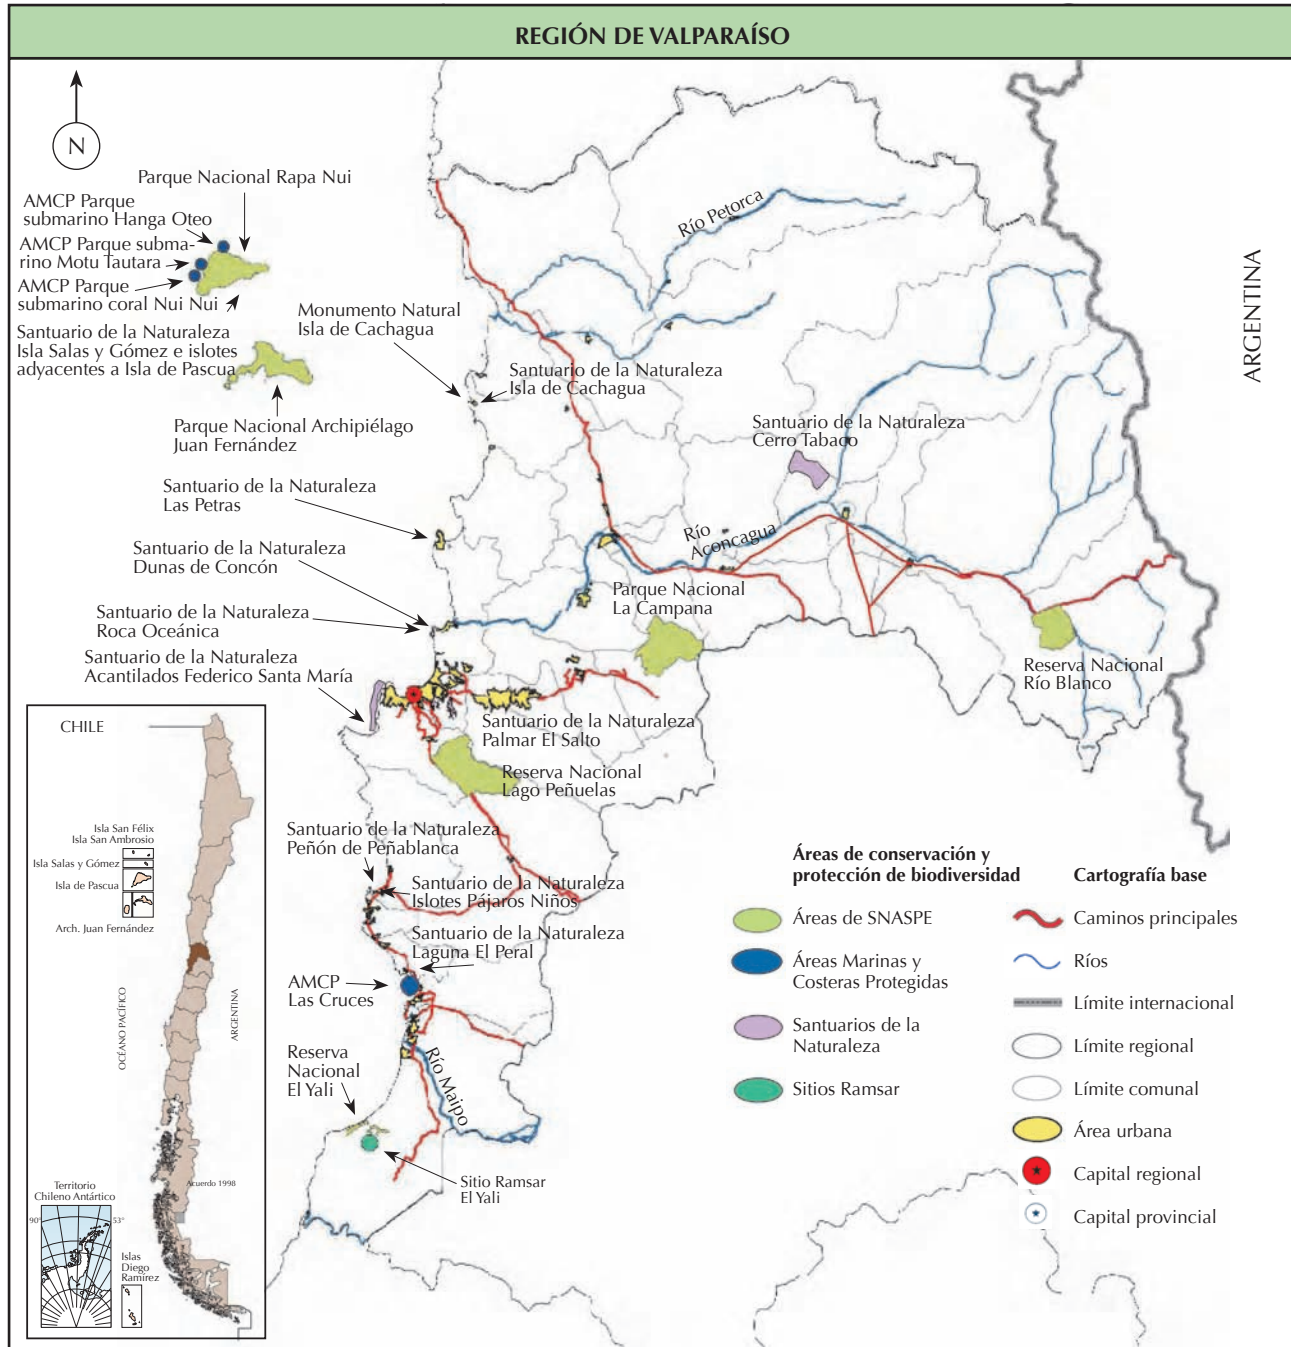 REGIÓN DE VALPARAÍSO
N
Parque Nacional Rapa Nui
AMCP Parque
submarino Hanga Oteo
AMCP Parque subma-
rino Motu Tautara
AMCP Parque
submarino coral Nui Nui
Santuario de la Naturaleza
Isla Salas y Gómez e islotes
adyacentes a Isla de Pascua
Parque Nacional Archipiélago
Juan Fernández
Monumento Natural
Isla de Cachagua
Santuario de la Naturaleza
Isla de Cachagua
Río Petorca
ARGENTINA
Santuario de la Naturaleza
Cerro Tabaco
Santuario de la Naturaleza
Las Petras
Santuario de la Naturaleza
Dunas de Concón
Río
Aconcagua
Parque Nacional
La Campana
Santuario de la Naturaleza
Roca Oceánica
Santuario de la Naturaleza
Acantilados Federico Santa María
Reserva Nacional
Río Blanco
Santuario de la Naturaleza
Palmar El Salto
Reserva Nacional
Lago Peñuelas
Santuario de la Naturaleza
Peñón de Peñablanca
Santuario de la Naturaleza
Islotes Pájaros Niños
Santuario de la Naturaleza
Laguna El Peral
AMCP
Las Cruces
Reserva
Nacional
El Yali
Río Maipo
Sitio Ramsar
El Yali
CHILE
Isla San Félix
Isla San Ambrosio
Isla Salas y Gómez
Isla de Pascua
Arch. Juan Fernández
OCÉANO PACÍFICO
ARGENTINA
Acuerdo 1998
Territorio
Chileno Antártico
90°
53°
Islas
Diego
Ramírez
Áreas de conservación y
protección de biodiversidad
Áreas de SNASPE
Áreas Marinas y
Costeras Protegidas
Santuarios de la
Naturaleza
Sitios Ramsar
Cartografía base
Caminos principales
Ríos
Límite internacional
Límite regional
Límite comunal
Área urbana
Capital regional
Capital provincial